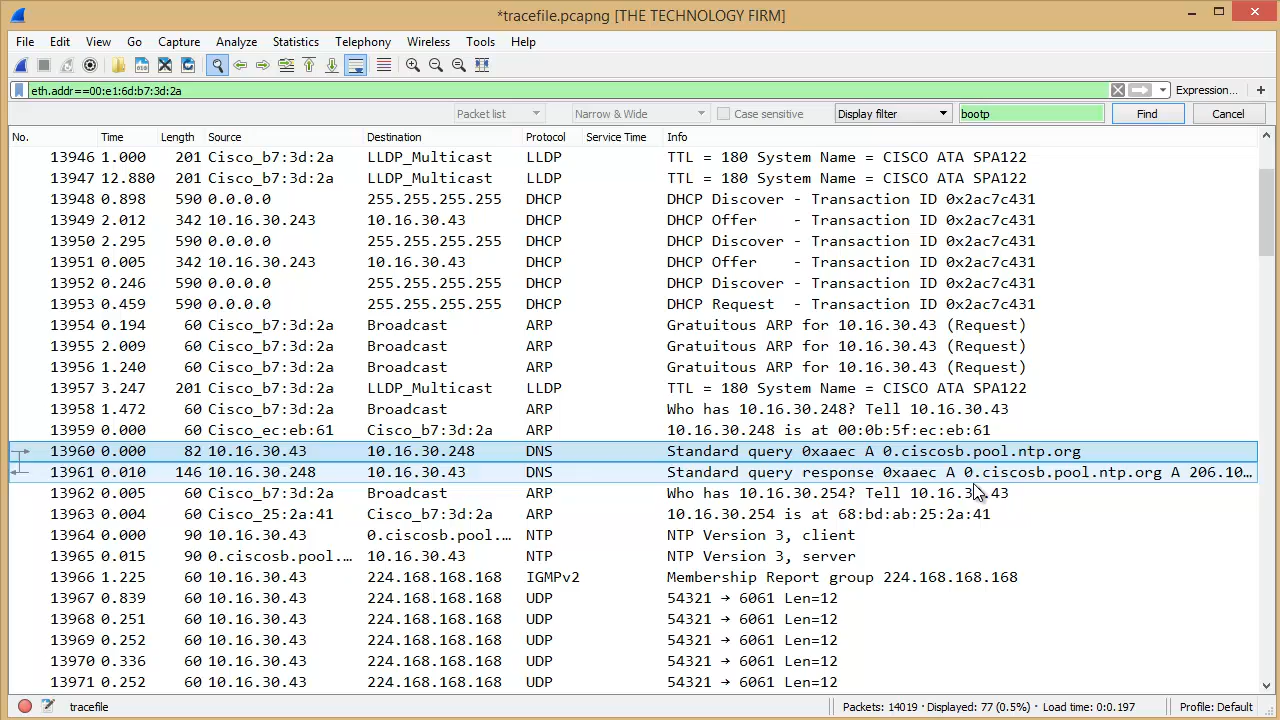 *tracefile.pcapng [THE TECHNOLOGY FIRM]
File Edit View Go Capture Analyze Statistics Telephony Wireless Tools Help
eth.addr==00:e1:6d:b7:3d:2a Expression... +
Packet list Narrow & Wide Case sensitive Display filter bootp Find Cancel
No. Time Length Source Destination Protocol Service Time Info
13946 1.000 201 Cisco_b7:3d:2a LLDP_Multicast LLDP TTL = 180 System Name = CISCO ATA SPA122
13947 12.880 201 Cisco_b7:3d:2a LLDP_Multicast LLDP TTL = 180 System Name = CISCO ATA SPA122
13948 0.898 590 0.0.0.0 255.255.255.255 DHCP DHCP Discover - Transaction ID 0x2ac7c431
13949 2.012 342 10.16.30.243 10.16.30.43 DHCP DHCP Offer - Transaction ID 0x2ac7c431
13950 2.295 590 0.0.0.0 255.255.255.255 DHCP DHCP Discover - Transaction ID 0x2ac7c431
13951 0.005 342 10.16.30.243 10.16.30.43 DHCP DHCP Offer - Transaction ID 0x2ac7c431
13952 0.246 590 0.0.0.0 255.255.255.255 DHCP DHCP Discover - Transaction ID 0x2ac7c431
13953 0.459 590 0.0.0.0 255.255.255.255 DHCP DHCP Request - Transaction ID 0x2ac7c431
13954 0.194 60 Cisco_b7:3d:2a Broadcast ARP Gratuitous ARP for 10.16.30.43 (Request)
13955 2.009 60 Cisco_b7:3d:2a Broadcast ARP Gratuitous ARP for 10.16.30.43 (Request)
13956 1.240 60 Cisco_b7:3d:2a Broadcast ARP Gratuitous ARP for 10.16.30.43 (Request)
13957 3.247 201 Cisco_b7:3d:2a LLDP_Multicast LLDP TTL = 180 System Name = CISCO ATA SPA122
13958 1.472 60 Cisco_b7:3d:2a Broadcast ARP Who has 10.16.30.248? Tell 10.16.30.43
13959 0.000 60 Cisco_ec:eb:61 Cisco_b7:3d:2a ARP 10.16.30.248 is at 00:0b:5f:ec:eb:61
13960 0.000 82 10.16.30.43 10.16.30.248 DNS Standard query 0xaaec A 0.ciscosb.pool.ntp.org
13961 0.010 146 10.16.30.248 10.16.30.43 DNS Standard query response 0xaaec A 0.ciscosb.pool.ntp.org A 206.10…
13962 0.005 60 Cisco_b7:3d:2a Broadcast ARP Who has 10.16.30.254? Tell 10.16.30.43
13963 0.004 60 Cisco_25:2a:41 Cisco_b7:3d:2a ARP 10.16.30.254 is at 68:bd:ab:25:2a:41
13964 0.000 90 10.16.30.43 0.ciscosb.pool.… NTP NTP Version 3, client
13965 0.015 90 0.ciscosb.pool.… 10.16.30.43 NTP NTP Version 3, server
13966 1.225 60 10.16.30.43 224.168.168.168 IGMPv2 Membership Report group 224.168.168.168
13967 0.839 60 10.16.30.43 224.168.168.168 UDP 54321 → 6061 Len=12
13968 0.251 60 10.16.30.43 224.168.168.168 UDP 54321 → 6061 Len=12
13969 0.252 60 10.16.30.43 224.168.168.168 UDP 54321 → 6061 Len=12
13970 0.336 60 10.16.30.43 224.168.168.168 UDP 54321 → 6061 Len=12
13971 0.252 60 10.16.30.43 224.168.168.168 UDP 54321 → 6061 Len=12
tracefile Packets: 14019 · Displayed: 77 (0.5%) · Load time: 0:0.197 Profile: Default